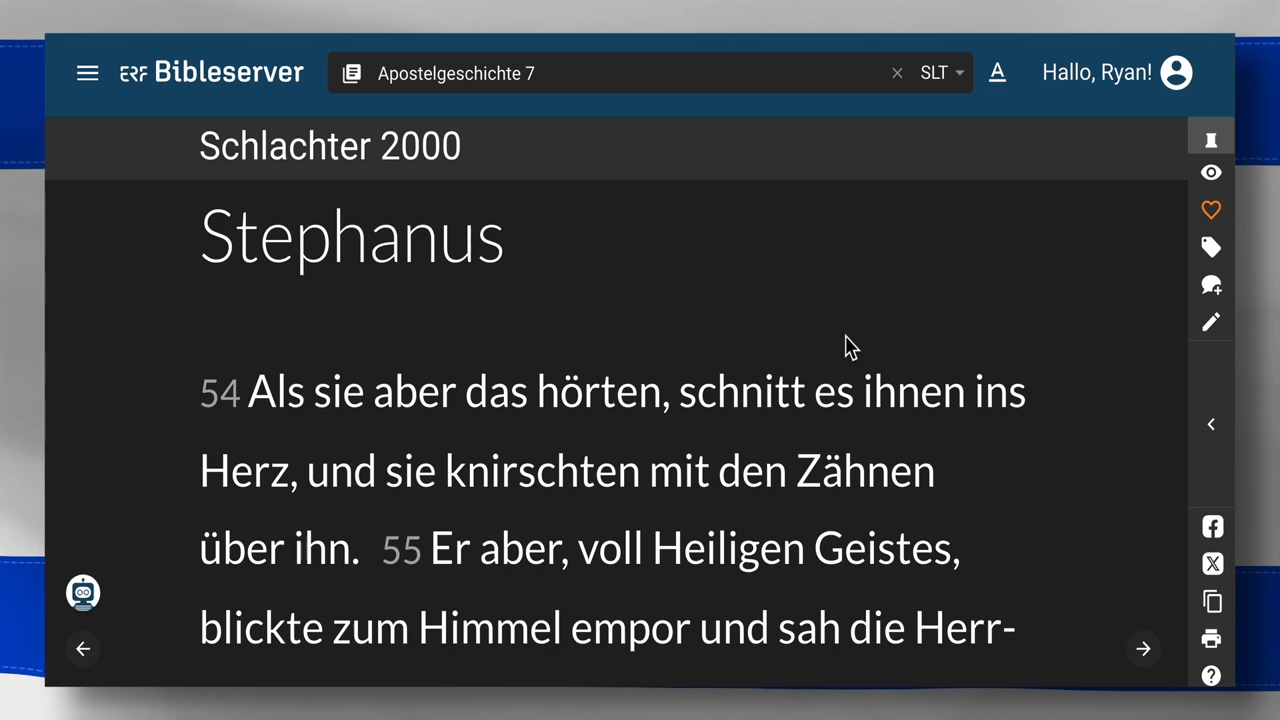 ERF Bibleserver
Apostelgeschichte 7
SLT
A
Hallo, Ryan!
Schlachter 2000
Stephanus
54 Als sie aber das hörten, schnitt es ihnen ins
Herz, und sie knirschten mit den Zähnen
über ihn. 55 Er aber, voll Heiligen Geistes,
blickte zum Himmel empor und sah die Herr-